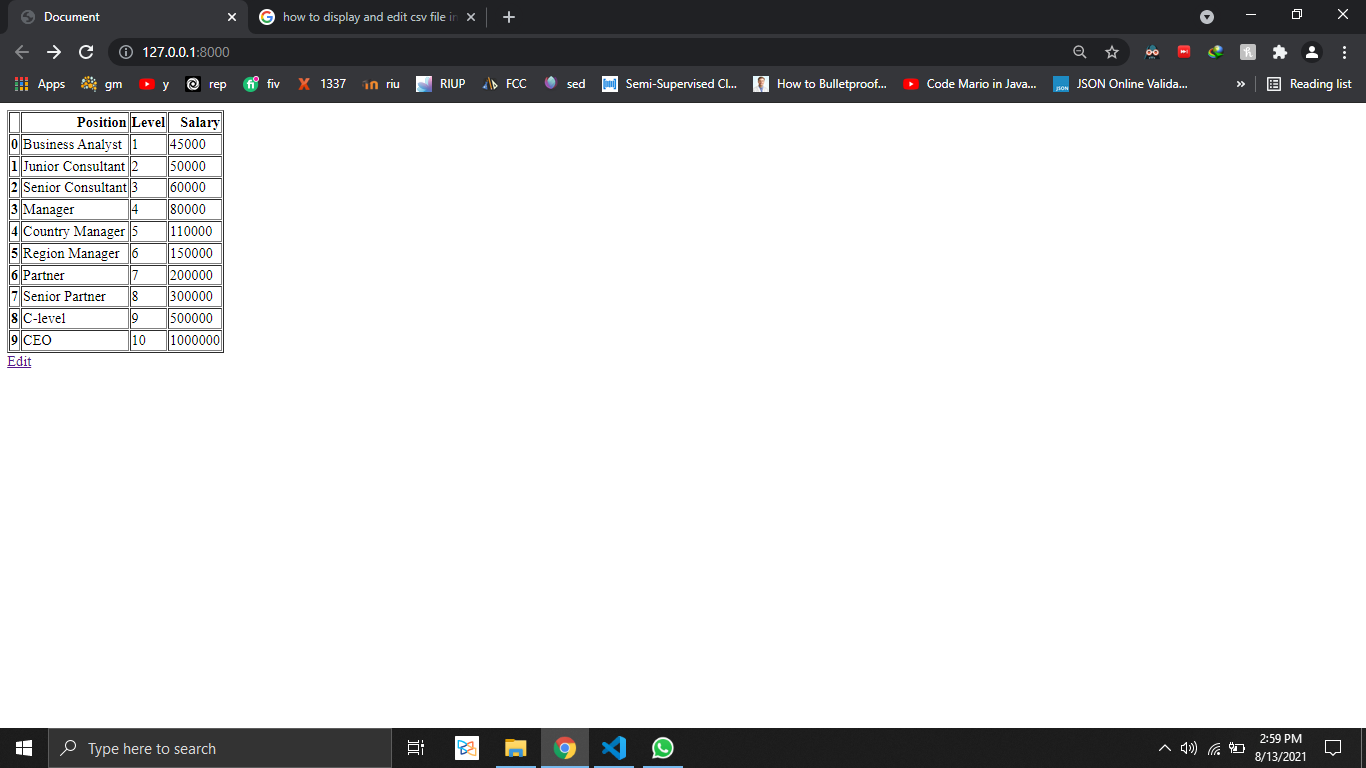 Document
how to display and edit csv file in
127.0.0.1:8000
Apps gm y rep fiv 1337 riu RIUP FCC sed Semi-Supervised Cl... How to Bulletproof... Code Mario in Java... JSON Online Valida... » Reading list
Position Level Salary
0 Business Analyst 1 45000
1 Junior Consultant 2 50000
2 Senior Consultant 3 60000
3 Manager 4 80000
4 Country Manager 5 110000
5 Region Manager 6 150000
6 Partner 7 200000
7 Senior Partner 8 300000
8 C-level 9 500000
9 CEO 10 1000000
Edit
Type here to search
2:59 PM
8/13/2021